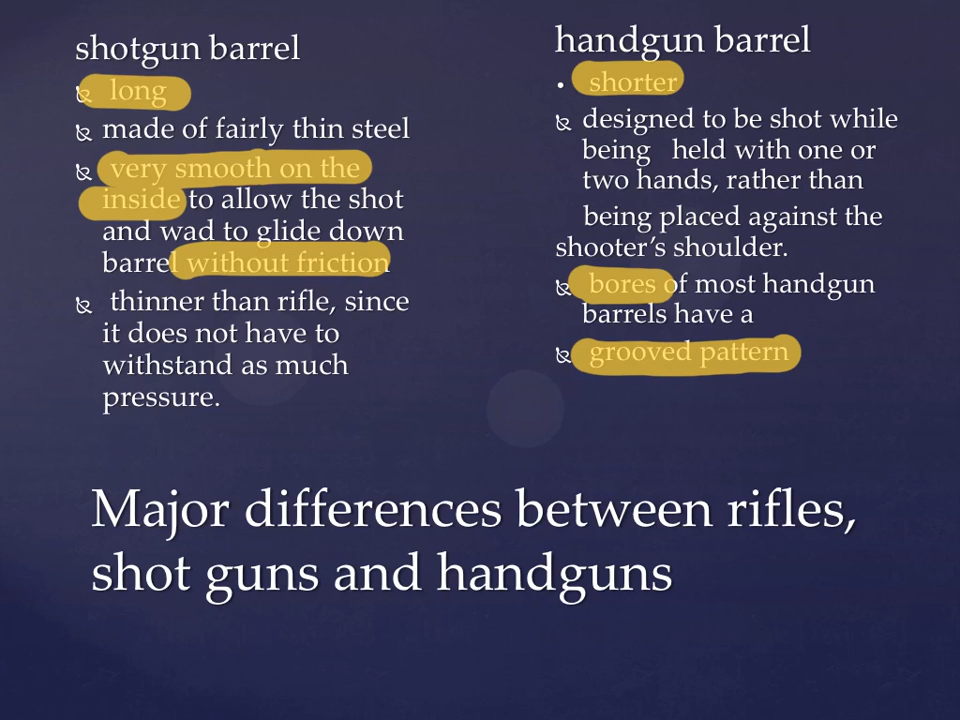 shotgun barrel
long
made of fairly thin steel
very smooth on the
inside to allow the shot
and wad to glide down
barrel without friction
thinner than rifle, since
it does not have to
withstand as much
pressure.
handgun barrel
• shorter
designed to be shot while
being held with one or
two hands, rather than
being placed against the
shooter’s shoulder.
bores of most handgun
barrels have a
grooved pattern
Major differences between rifles,
shot guns and handguns